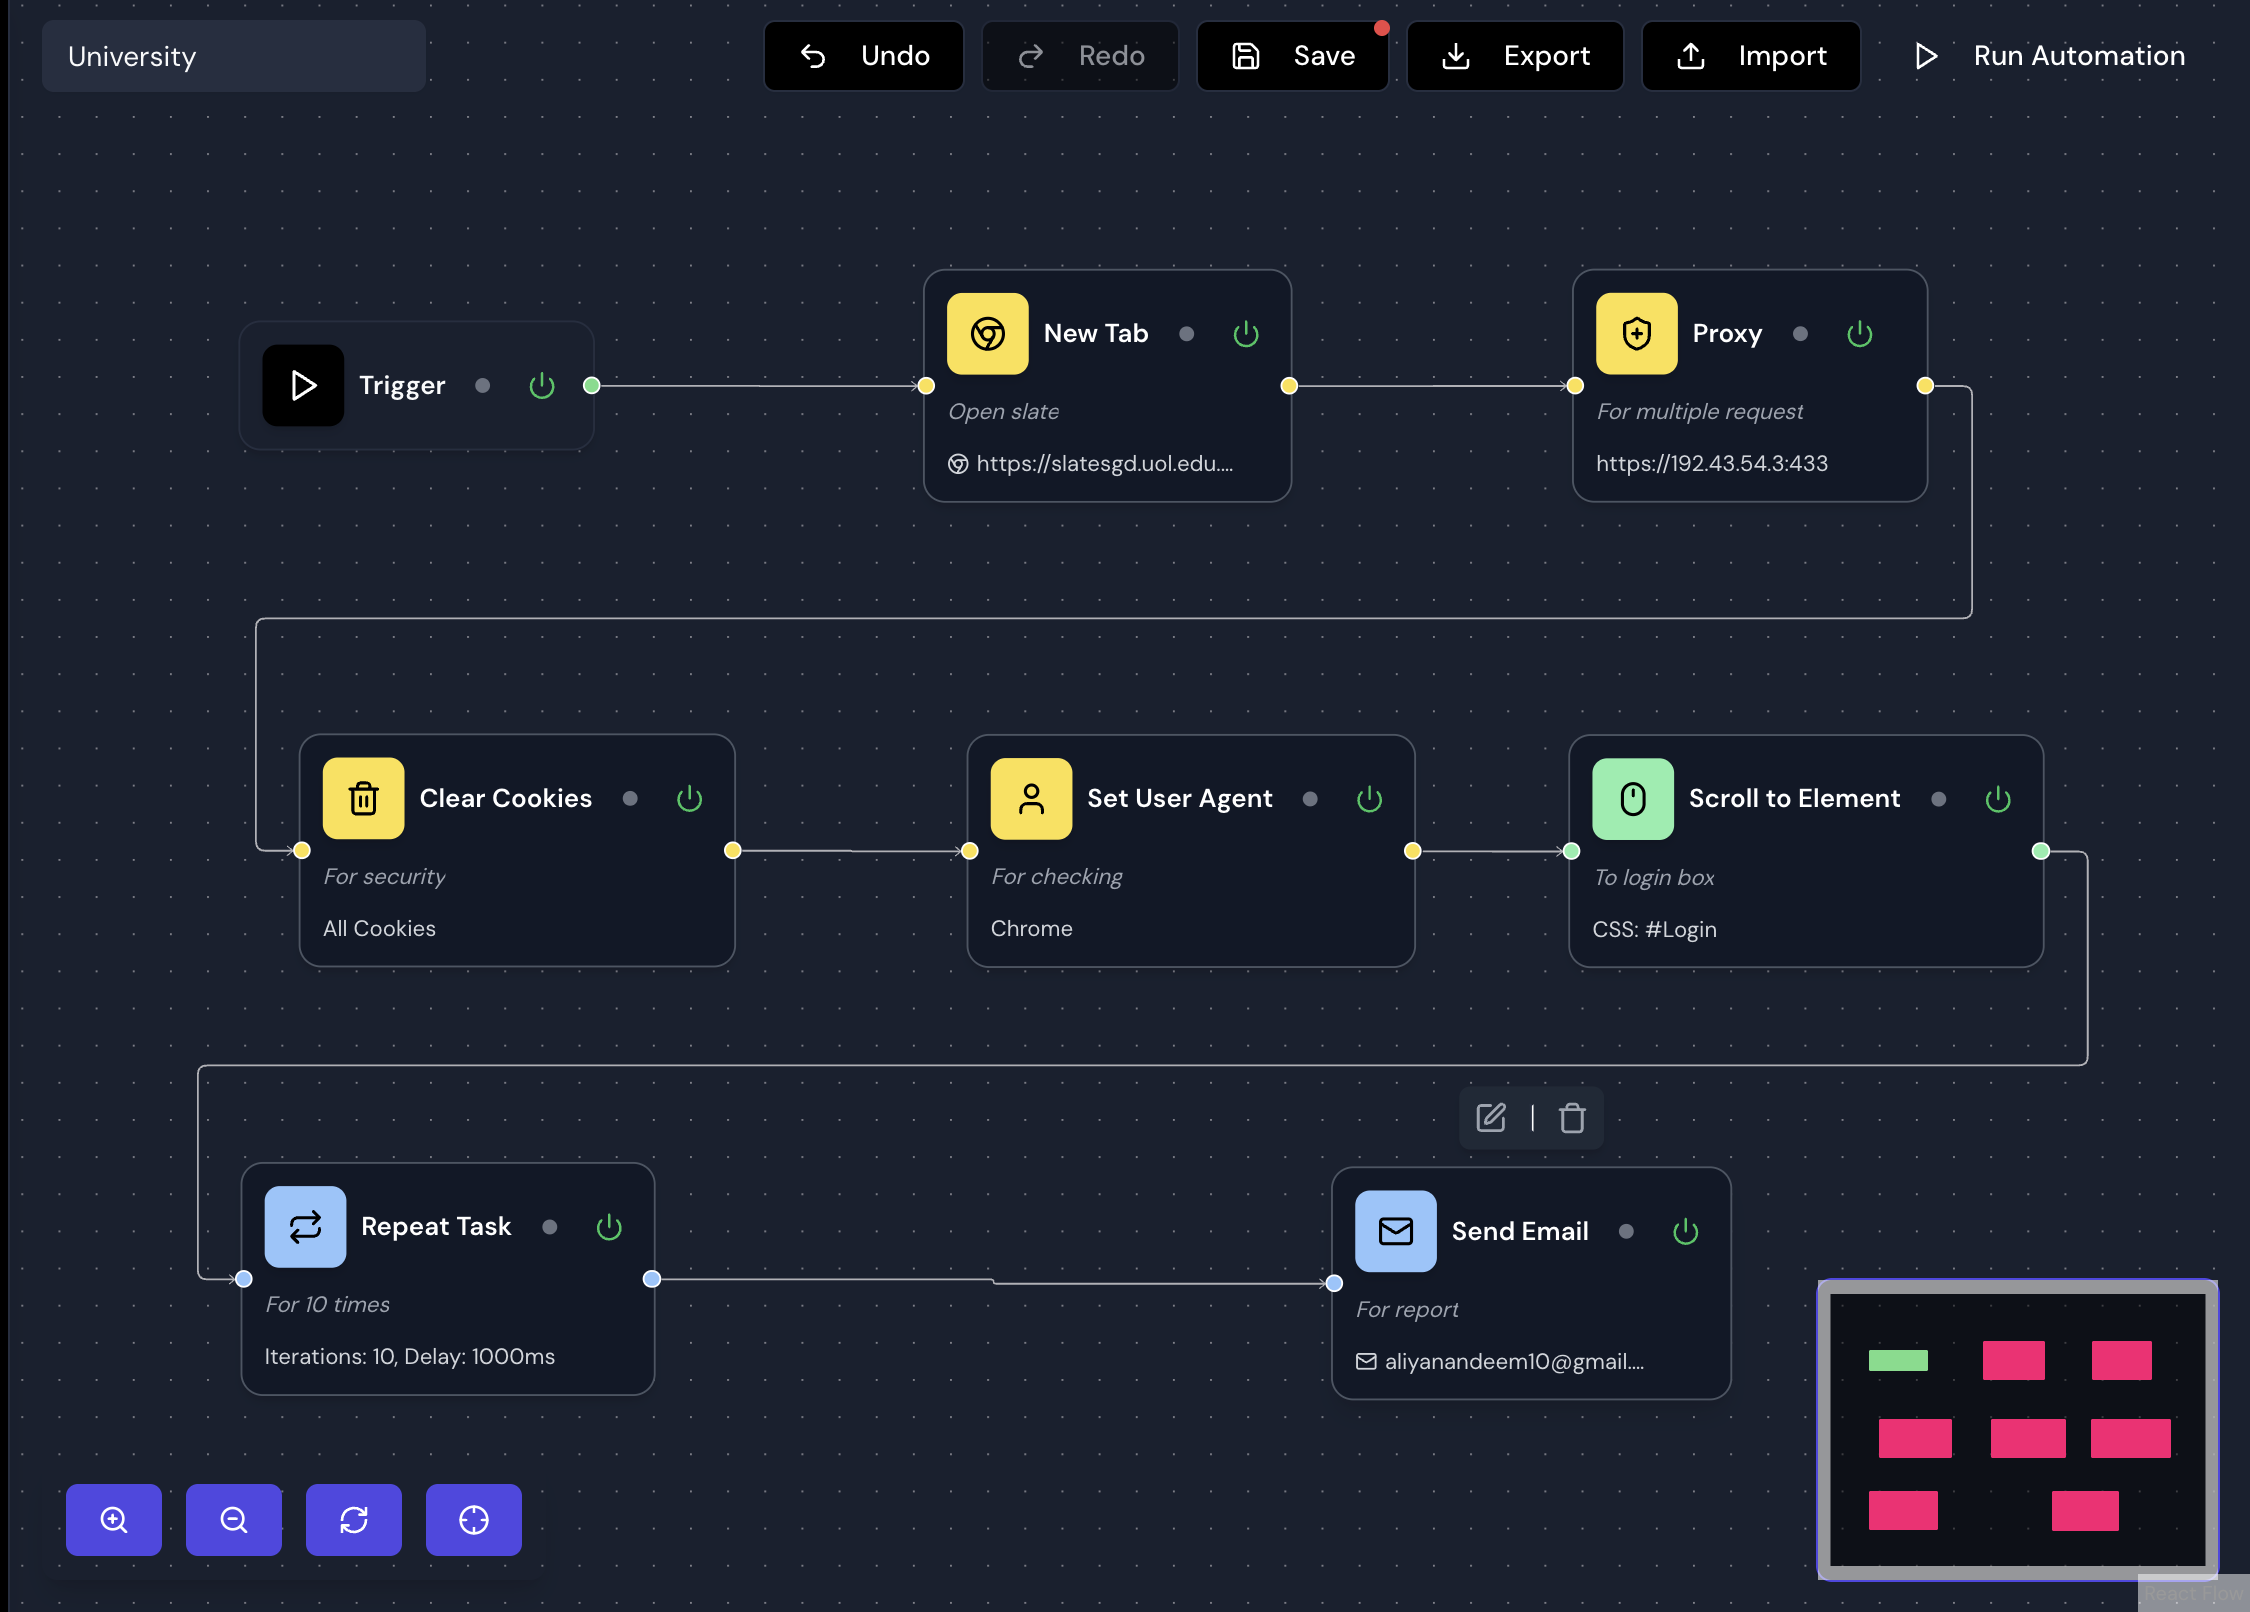 University
Undo
Redo
Save
Export
Import
Run Automation
Trigger
New Tab
Open slate
https://slatesgd.uol.edu....
Proxy
For multiple request
https://192.43.54.3:433
Clear Cookies
For security
All Cookies
Set User Agent
For checking
Chrome
Scroll to Element
To login box
CSS: #Login
Repeat Task
For 10 times
Iterations: 10, Delay: 1000ms
Send Email
For report
aliyanandeem10@gmail....
React Flow